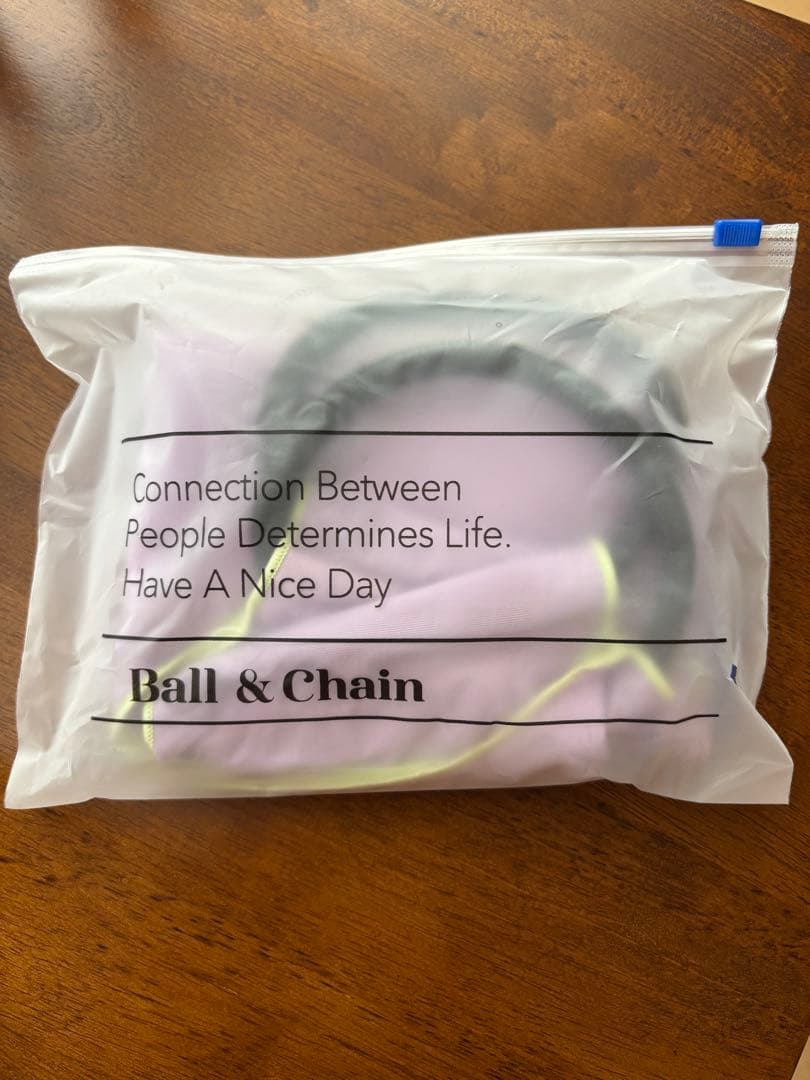 Connection Between
People Determines Life.
Have A Nice Day
Ball & Chain